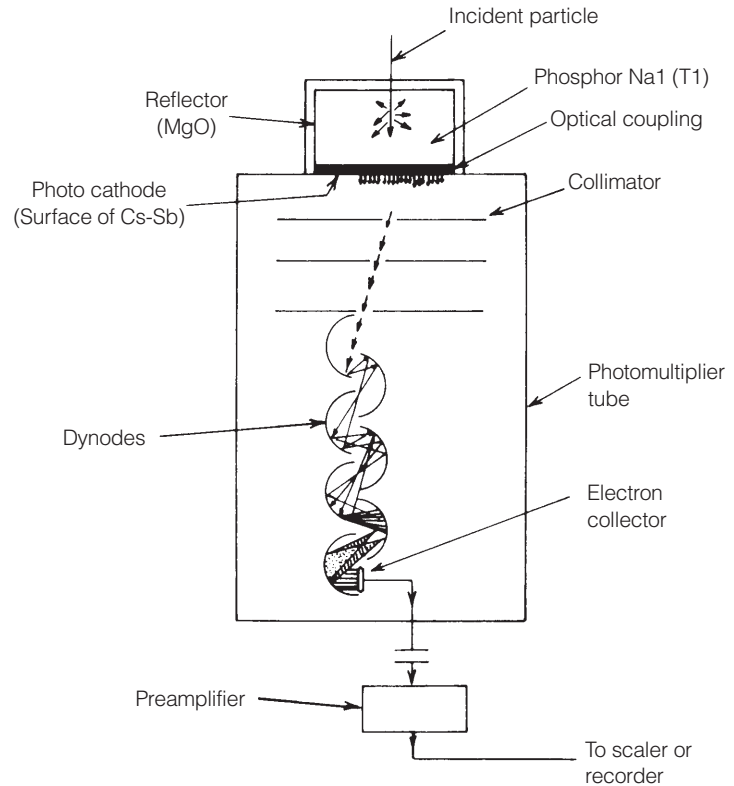 Incident particle
Phosphor Na1 (T1)
Reflector
(MgO)
Optical coupling
Photo cathode
(Surface of Cs-Sb)
Collimator
Photomultiplier
tube
Dynodes
Electron
collector
Preamplifier
To scaler or
recorder